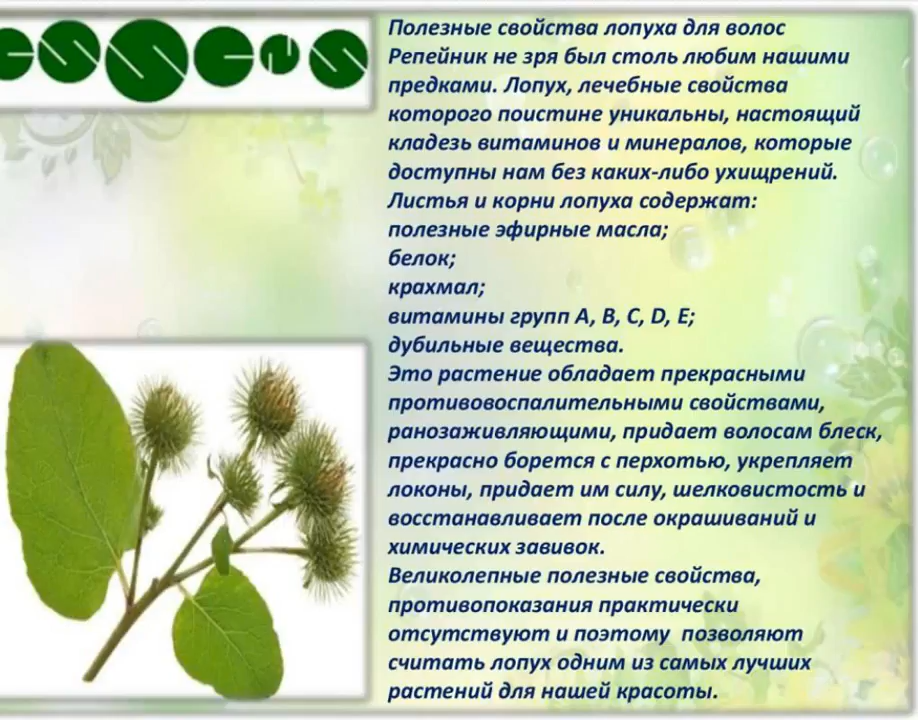 Полезные свойства лопуха для волос
Репейник не зря был столь любим нашими
предками. Лопух, лечебные свойства
которого поистине уникальны, настоящий
кладезь витаминов и минералов, которые
доступны нам без каких-либо ухищрений.
Листья и корни лопуха содержат:
полезные эфирные масла;
белок;
крахмал;
витамины групп А, В, С, D, Е;
дубильные вещества.
Это растение обладает прекрасными
противовоспалительными свойствами,
ранозаживляющими, придает волосам блеск,
прекрасно борется с перхотью, укрепляет
локоны, придает им силу, шелковистость и
восстанавливает после окрашиваний и
химических завивок.
Великолепные полезные свойства,
противопоказания практически
отсутствуют и поэтому  позволяют
считать лопух одним из самых лучших
растений для нашей красоты.